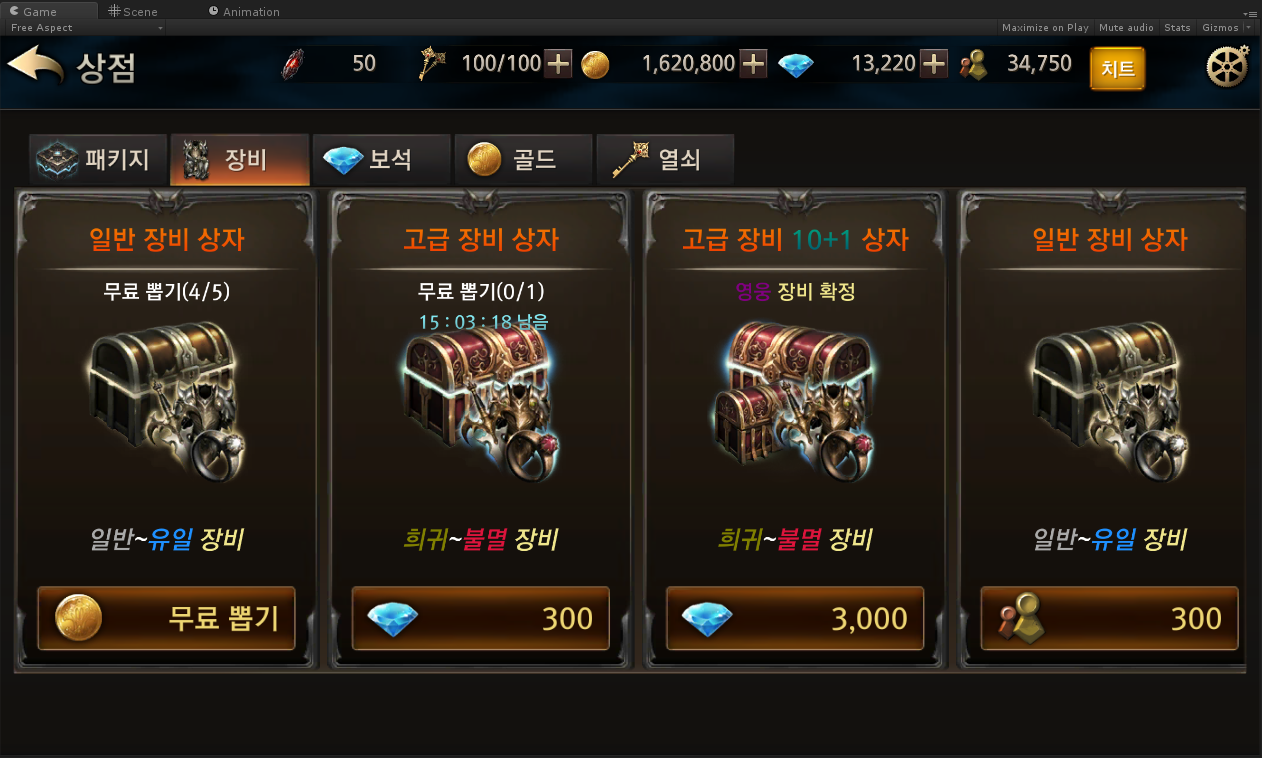 Game Scene Animation
Free Aspect Maximize on Play Mute audio Stats Gizmos
상점 50 100/100 1,620,800 13,220 34,750 치트
패키지 장비 보석 골드 열쇠
일반 장비 상자
무료 뽑기(4/5)
일반~유일 장비
무료 뽑기
고급 장비 상자
무료 뽑기(0/1)
15 : 03 : 18 남음
희귀~불멸 장비
300
고급 장비 10+1 상자
영웅 장비 확정
희귀~불멸 장비
3,000
일반 장비 상자
일반~유일 장비
300